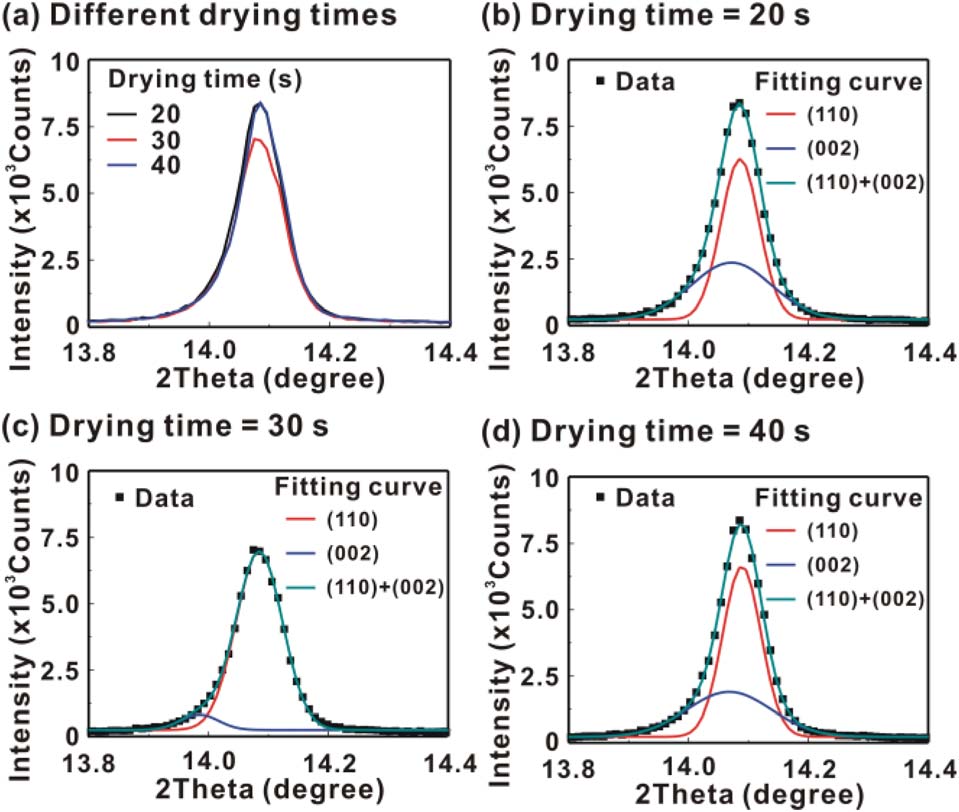 (a) Different drying times
Intensity (x10³Counts)
10
7.5
5.0
2.5
0
Drying time (s)
20
30
40
13.8 14.0 14.2 14.4
2Theta (degree)
(b) Drying time = 20 s
Intensity (x10³Counts)
10
7.5
5.0
2.5
0
Data
Fitting curve
(110)
(002)
(110)+(002)
13.8 14.0 14.2 14.4
2Theta (degree)
(c) Drying time = 30 s
Intensity (x10³Counts)
10
7.5
5.0
2.5
0
Data
Fitting curve
(110)
(002)
(110)+(002)
13.8 14.0 14.2 14.4
2Theta (degree)
(d) Drying time = 40 s
Intensity (x10³Counts)
10
7.5
5.0
2.5
0
Data
Fitting curve
(110)
(002)
(110)+(002)
13.8 14.0 14.2 14.4
2Theta (degree)